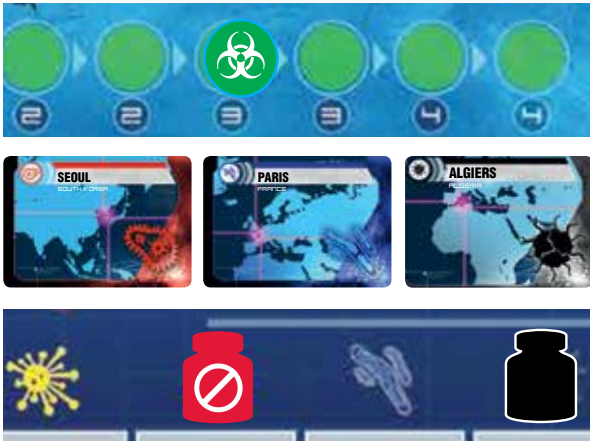 2 2 3 3 4 4
SEOUL
SOUTH KOREA
PARIS
FRANCE
ALGIERS
ALGERIA